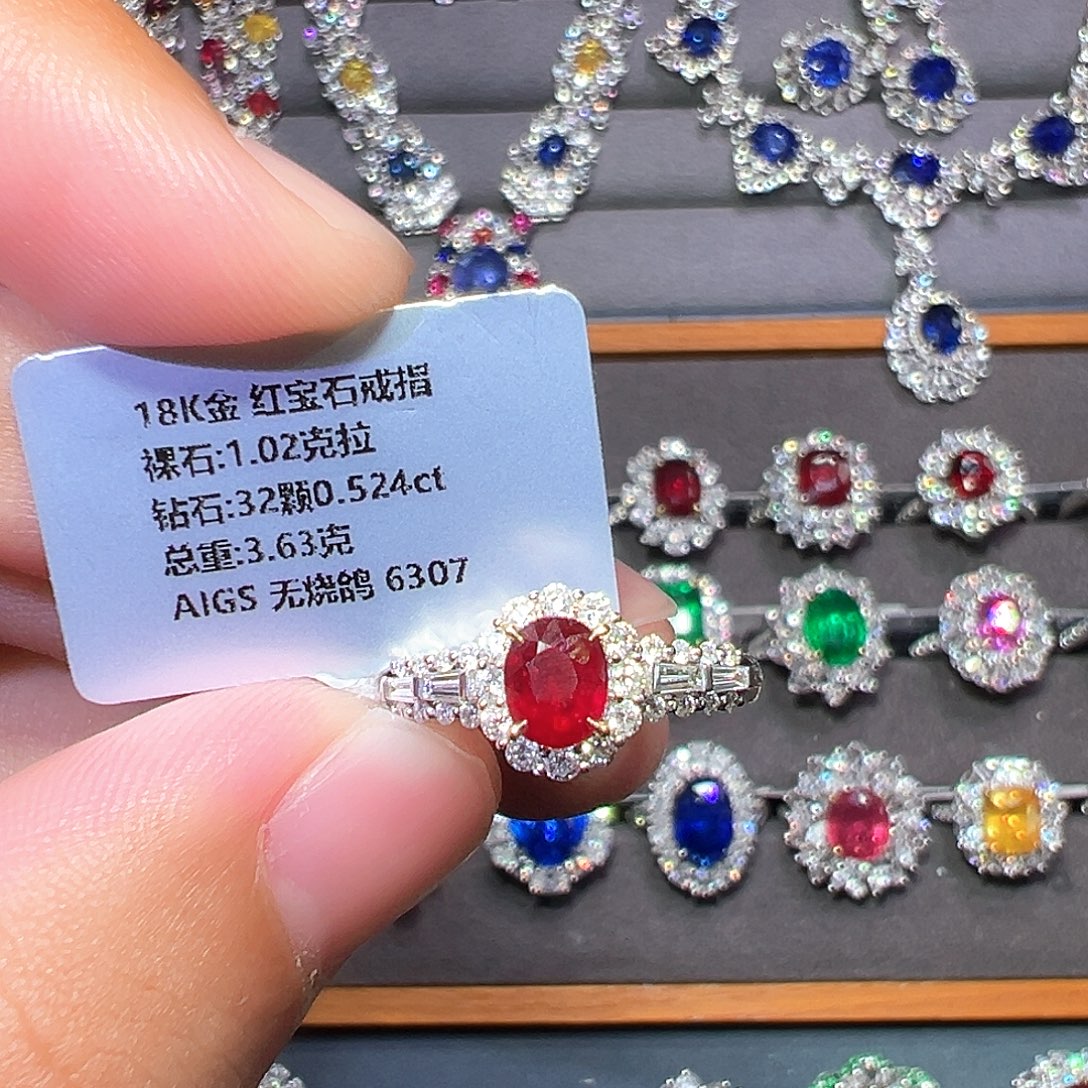 18K金 红宝石戒指
裸石:1.02克拉
钻石:32颗0.524ct
总重:3.63克
AIGS 无烧鸽 6307